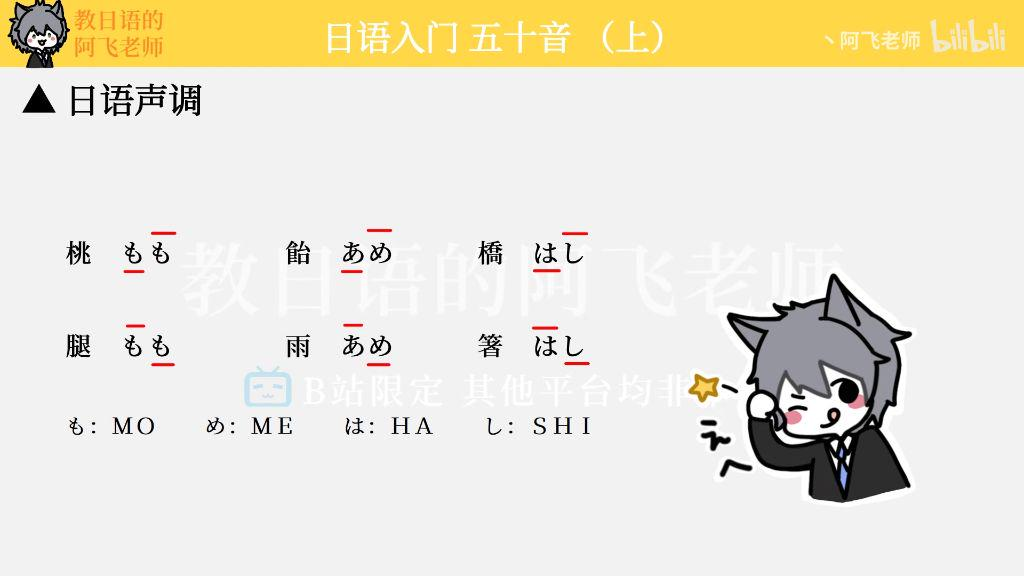 教日语的
阿飞老师
日语入门 五十音 （上）
丶阿飞老师 bilibili
▲ 日语声调
桃 もも 飴 あめ 橋 はし
教日语的阿飞老师
腿 もも 雨 あめ 箸 はし
B站限定 其他平台均非
も：MO め：ME は：HA し：SHI
え
へ